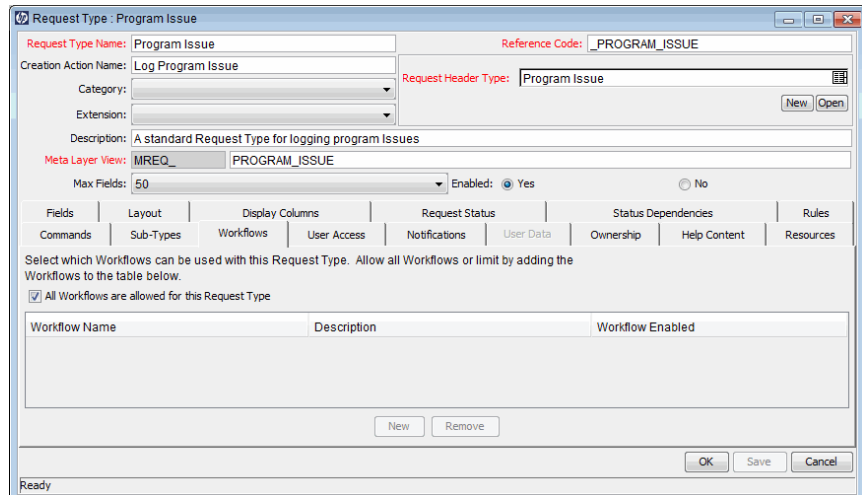 Request Type : Program Issue
Request Type Name: Program Issue
Reference Code: _PROGRAM_ISSUE
Creation Action Name: Log Program Issue
Request Header Type: Program Issue
Category:
New Open
Extension:
Description: A standard Request Type for logging program Issues
Meta Layer View: MREQ_ PROGRAM_ISSUE
Max Fields: 50 Enabled: Yes No
Fields Layout Display Columns Request Status Status Dependencies Rules
Commands Sub-Types Workflows User Access Notifications User Data Ownership Help Content Resources
Select which Workflows can be used with this Request Type. Allow all Workflows or limit by adding the
Workflows to the table below.
All Workflows are allowed for this Request Type
Workflow Name Description Workflow Enabled
New Remove
OK Save Cancel
Ready